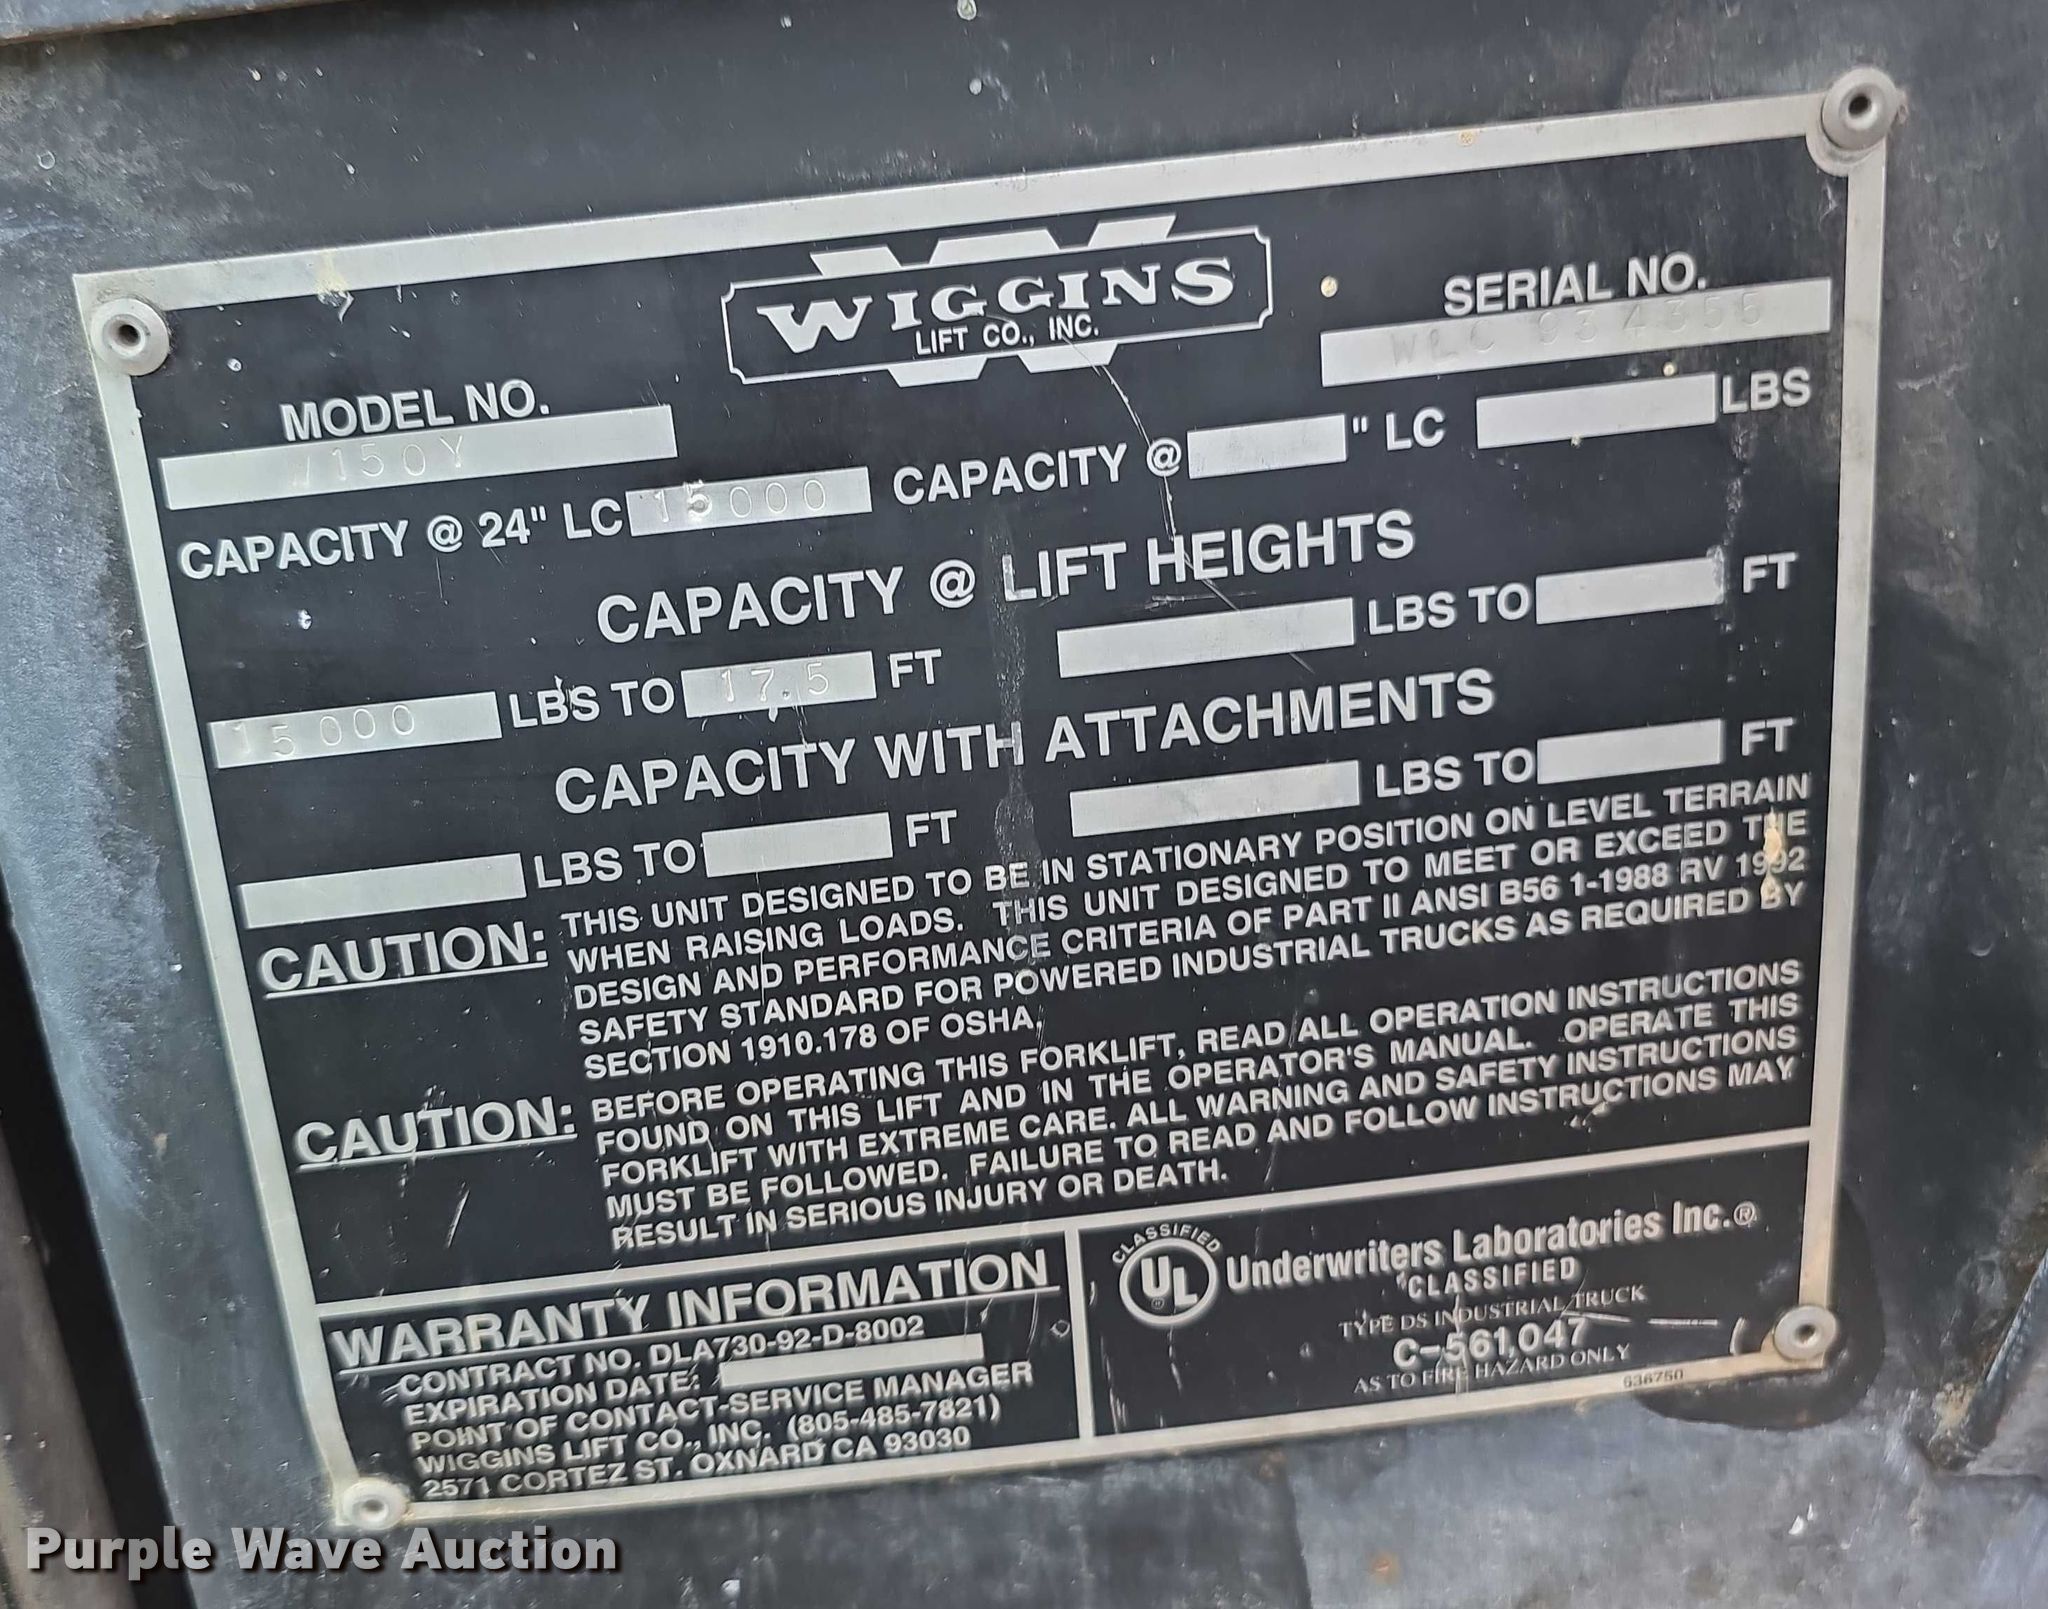 WIGGINS
LIFT CO., INC.
SERIAL NO.
WLC 934355
MODEL NO.
W150Y
CAPACITY @ 24" LC 15000 CAPACITY @ " LC LBS
CAPACITY @ LIFT HEIGHTS
15000 LBS TO 17.5 FT LBS TO FT
CAPACITY WITH ATTACHMENTS
LBS TO FT LBS TO FT
CAUTION: THIS UNIT DESIGNED TO BE IN STATIONARY POSITION ON LEVEL TERRAIN
WHEN RAISING LOADS. THIS UNIT DESIGNED TO MEET OR EXCEED THE
DESIGN AND PERFORMANCE CRITERIA OF PART II ANSI B56 1-1988 RV 1992
SAFETY STANDARD FOR POWERED INDUSTRIAL TRUCKS AS REQUIRED BY
SECTION 1910.178 OF OSHA,
CAUTION: BEFORE OPERATING THIS FORKLIFT, READ ALL OPERATION INSTRUCTIONS
FOUND ON THIS LIFT AND IN THE OPERATOR'S MANUAL. OPERATE THIS
FORKLIFT WITH EXTREME CARE. ALL WARNING AND SAFETY INSTRUCTIONS
MUST BE FOLLOWED. FAILURE TO READ AND FOLLOW INSTRUCTIONS MAY
RESULT IN SERIOUS INJURY OR DEATH.
WARRANTY INFORMATION
CONTRACT NO. DLA730-92-D-8002
EXPIRATION DATE:
POINT OF CONTACT-SERVICE MANAGER
WIGGINS LIFT CO., INC. (805-485-7821)
2571 CORTEZ ST. OXNARD CA 93030
CLASSIFIED
UL Underwriters Laboratories Inc.®
CLASSIFIED
TYPE DS INDUSTRIAL TRUCK
C-561,047
AS TO FIRE HAZARD ONLY
636750
Purple Wave Auction